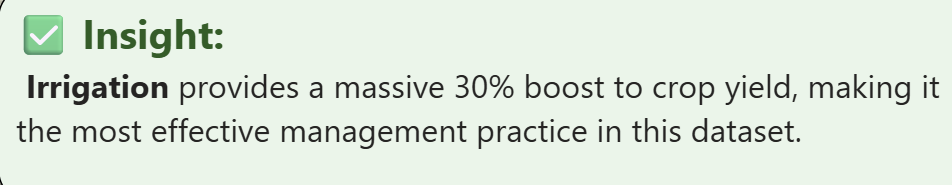 ✅ Insight:
Irrigation provides a massive 30% boost to crop yield, making it
the most effective management practice in this dataset.